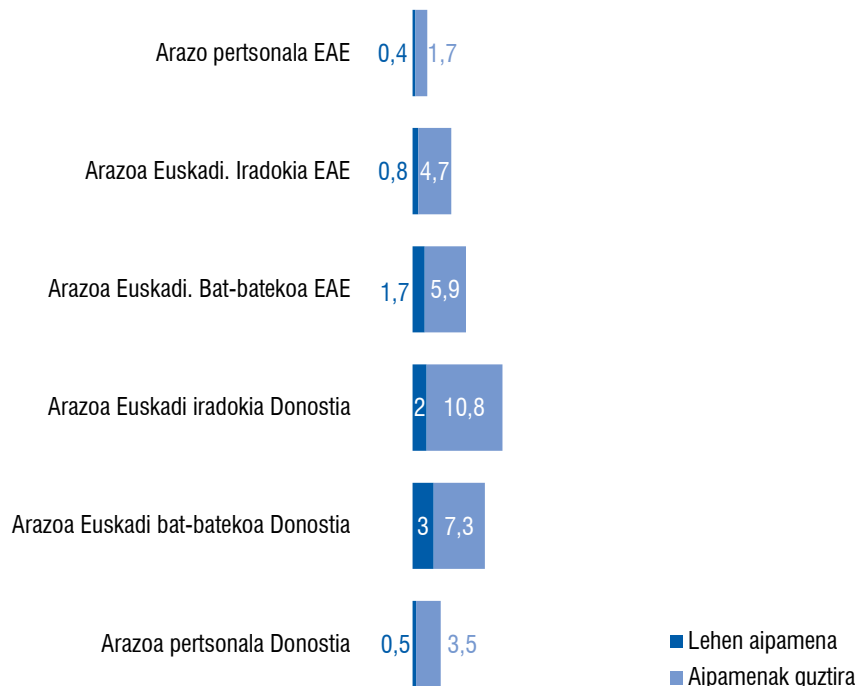 Arazo pertsonala EAE 0,4 1,7
Arazoa Euskadi. Iradokia EAE 0,8 4,7
Arazoa Euskadi. Bat-batekoa EAE 1,7 5,9
Arazoa Euskadi iradokia Donostia 2 10,8
Arazoa Euskadi bat-batekoa Donostia 3 7,3
Arazoa pertsonala Donostia 0,5 3,5
Lehen aipamena
Aipamenak guztira